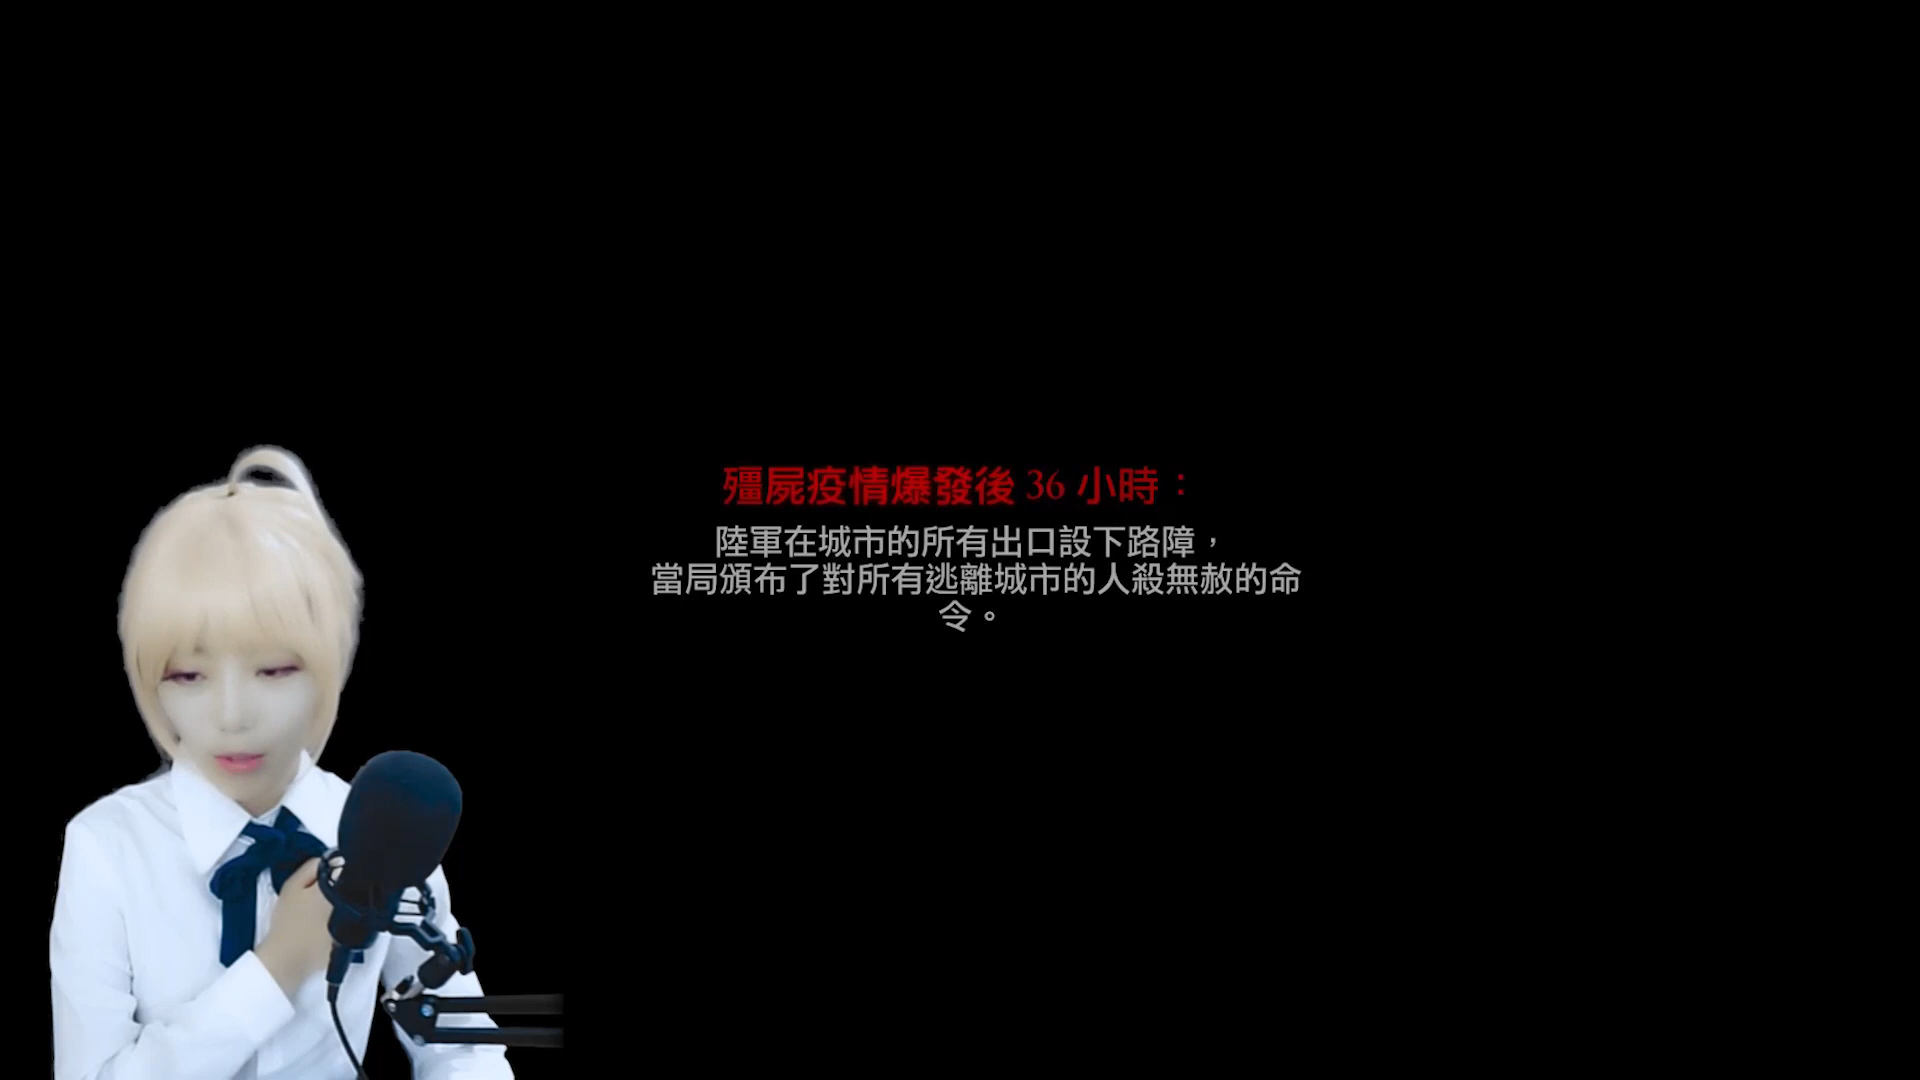 殭屍疫情爆發後 36 小時：
陸軍在城市的所有出口設下路障，
當局頒布了對所有逃離城市的人殺無赦的命
令。